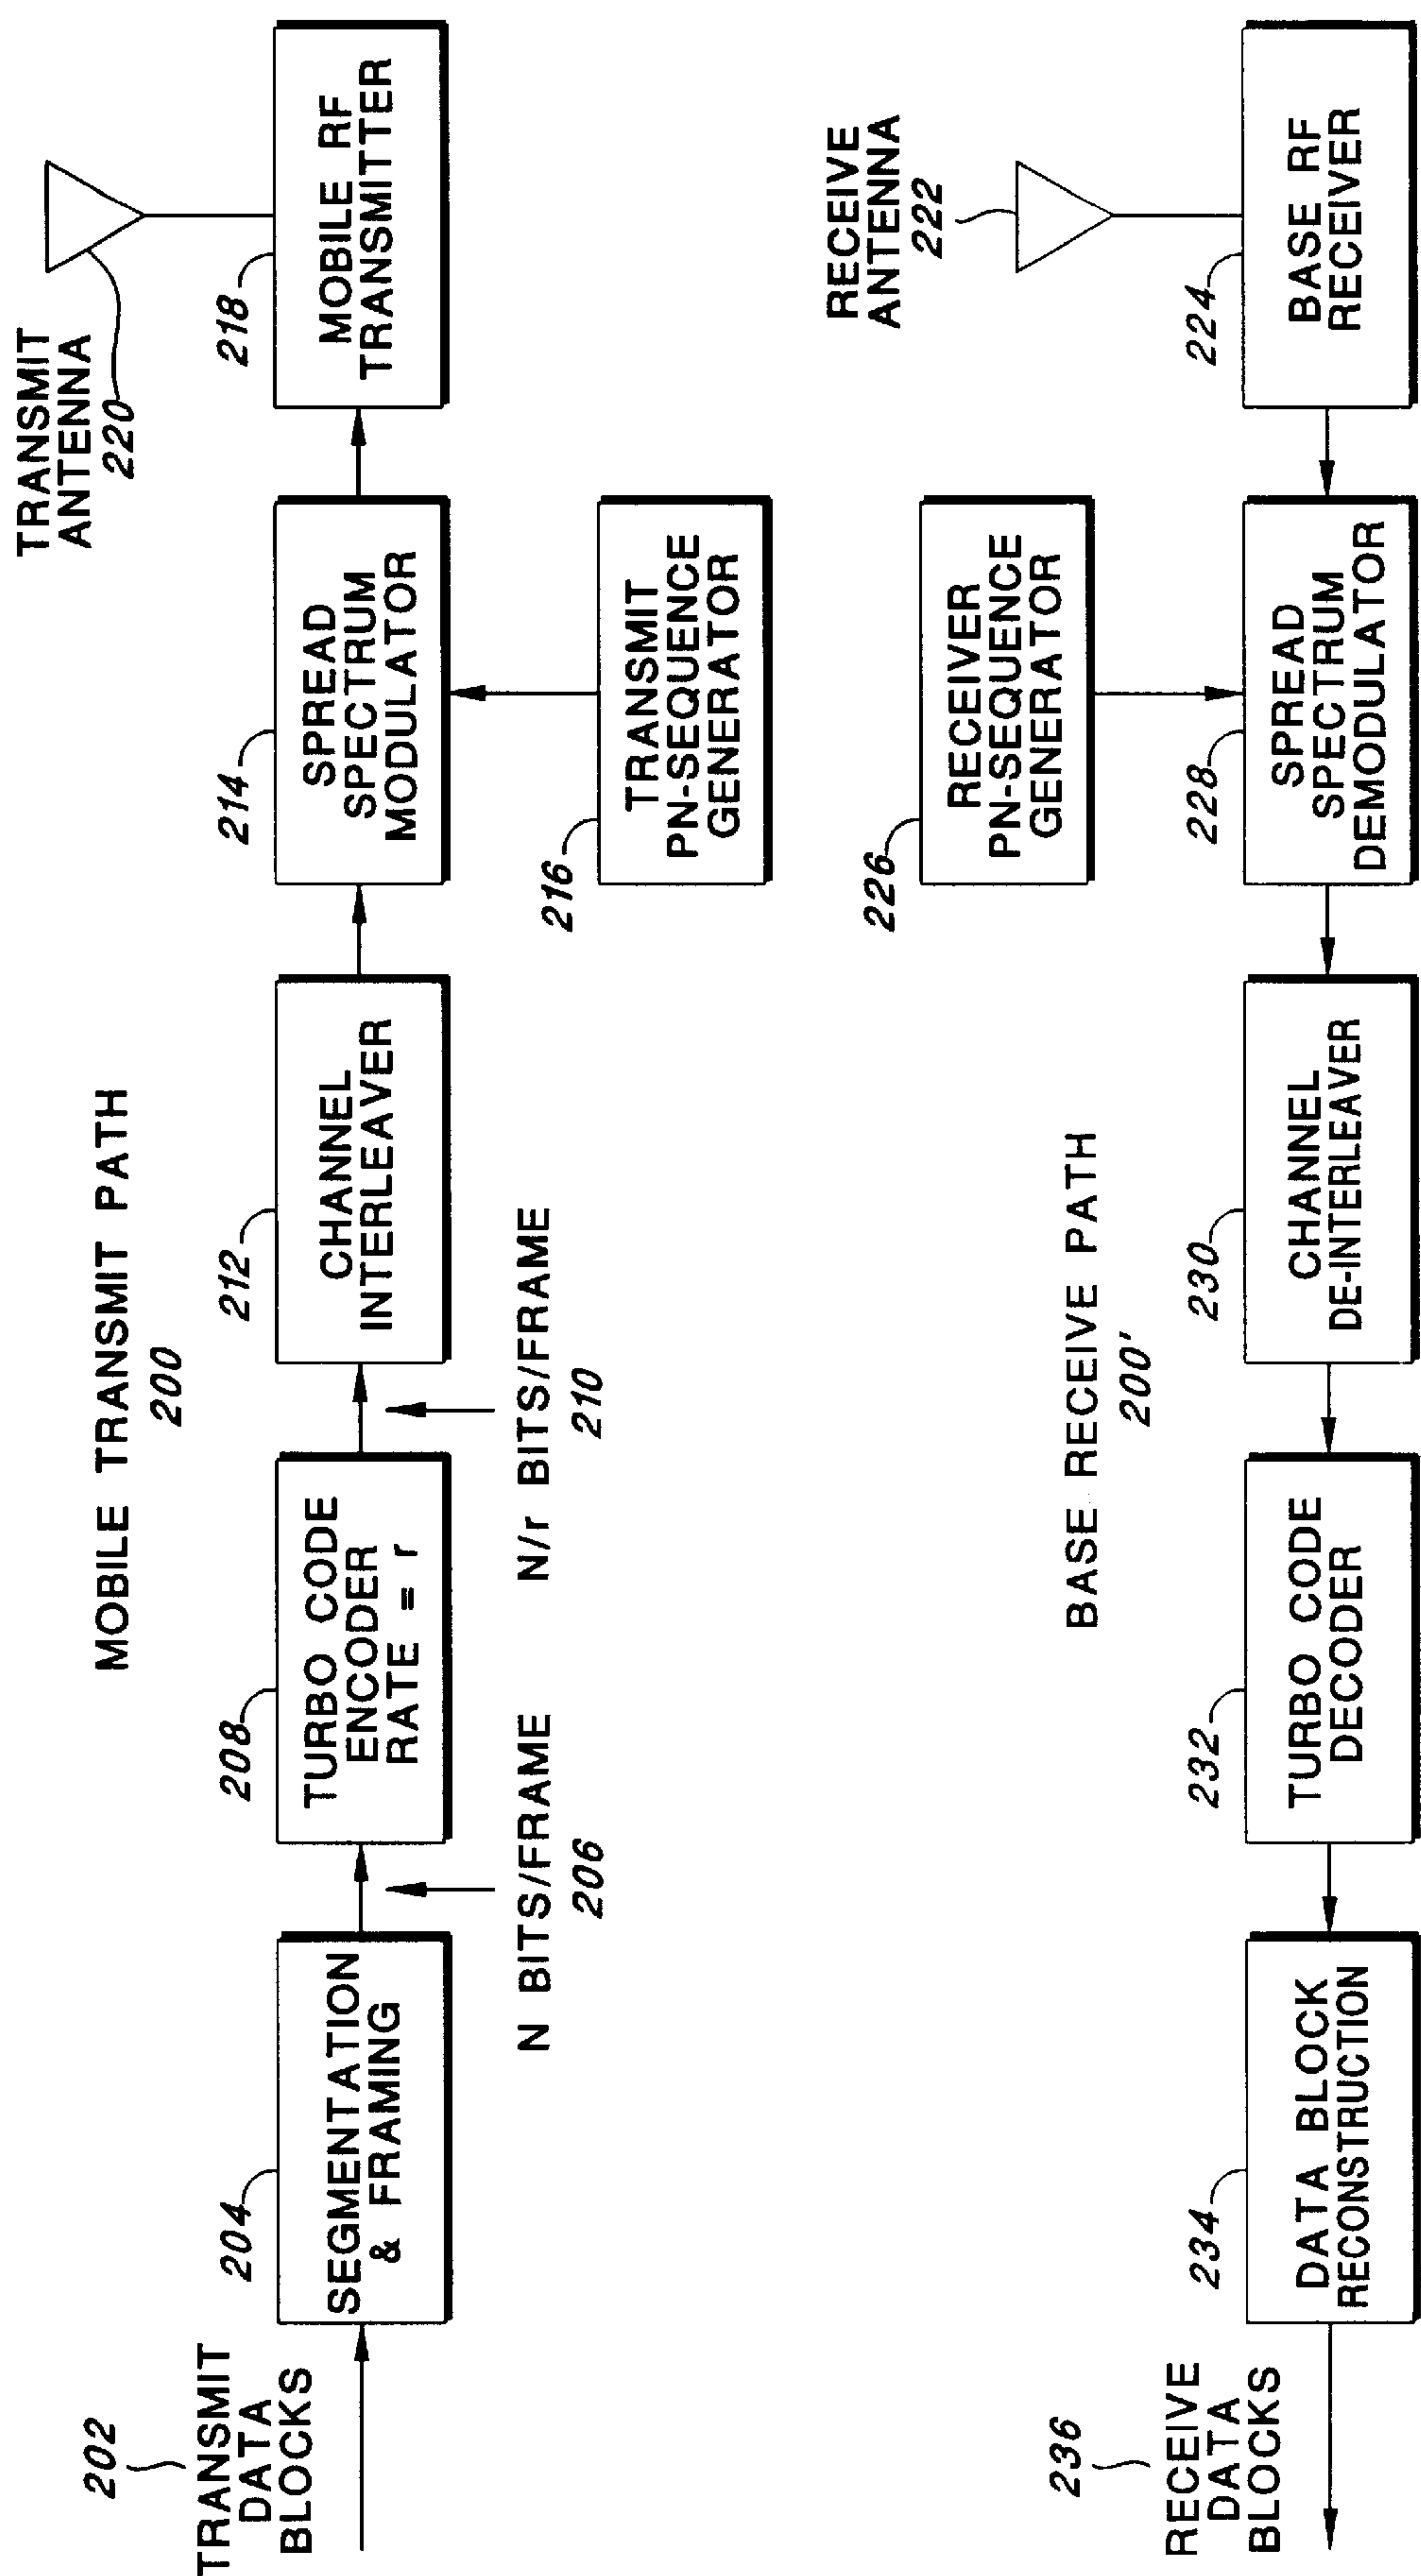 MOBILE TRANSMIT PATH
200
202
TRANSMIT
DATA
BLOCKS
204
SEGMENTATION
& FRAMING
N BITS/FRAME
206
208
TURBO CODE
ENCODER
RATE = r
N/r BITS/FRAME
210
212
CHANNEL
INTERLEAVER
214
SPREAD
SPECTRUM
MODULATOR
216
TRANSMIT
PN-SEQUENCE
GENERATOR
218
MOBILE RF
TRANSMITTER
TRANSMIT
ANTENNA
220
BASE RECEIVE PATH
200'
RECEIVE
ANTENNA
222
224
BASE RF
RECEIVER
226
RECEIVER
PN-SEQUENCE
GENERATOR
228
SPREAD
SPECTRUM
DEMODULATOR
230
CHANNEL
DE-INTERLEAVER
232
TURBO CODE
DECODER
234
DATA BLOCK
RECONSTRUCTION
236
RECEIVE
DATA
BLOCKS